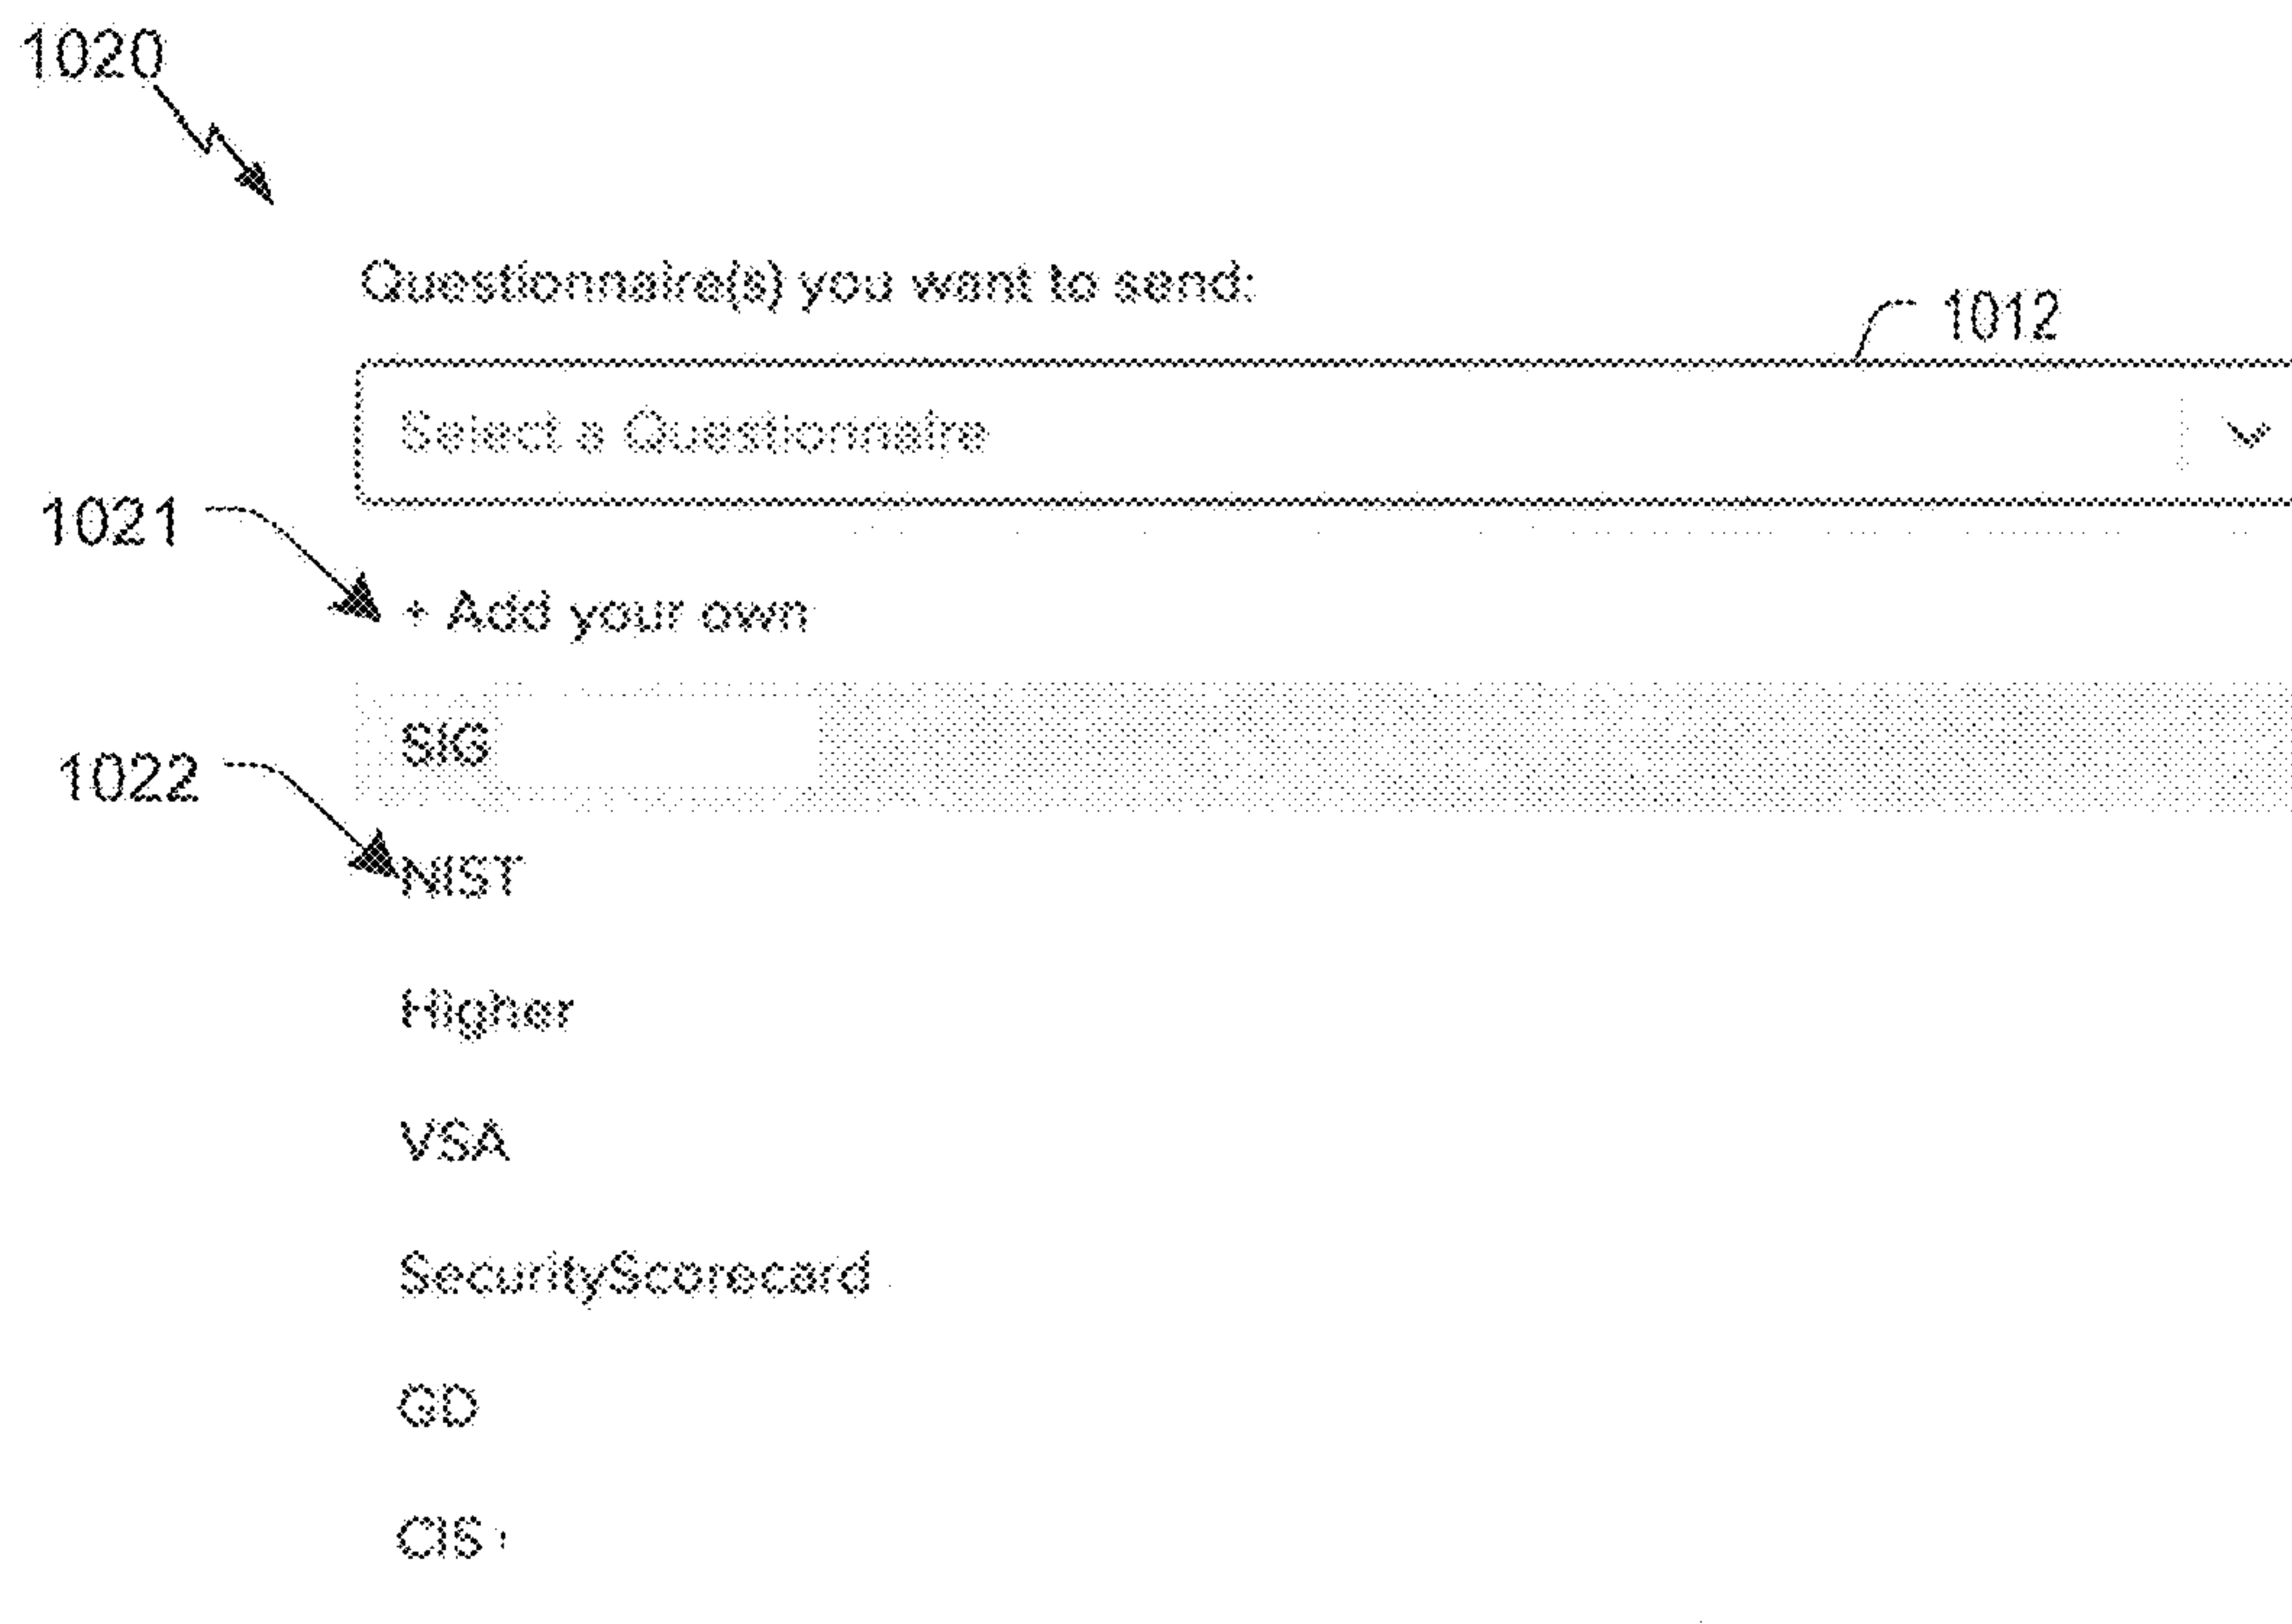 1020
Questionnaire(s) you want to send:
1012
Select a Questionnaire
1021
+ Add your own
SIG
1022
NIST
Higher
VSA
SecurityScorecard
GD
CIS